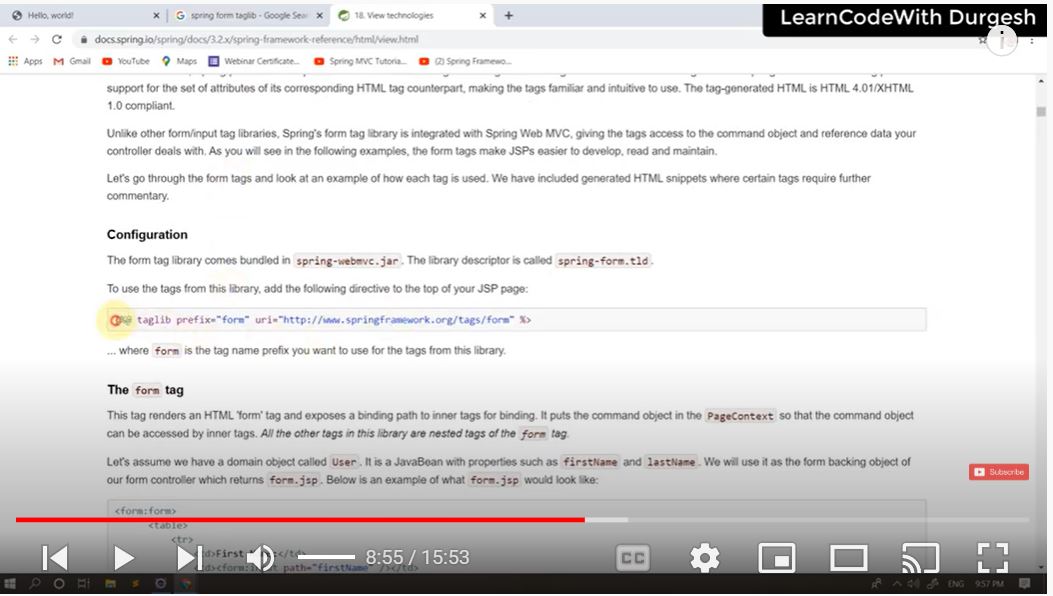 Hello, world!
spring form taglib - Google Sea
18. View technologies
LearnCodeWith Durgesh
docs.spring.io/spring/docs/3.2.x/spring-framework-reference/html/view.html
Apps
Gmail
YouTube
Maps
Webinar Certificate...
Spring MVC Tutoria...
(2) Spring Framewo...
support for the set of attributes of its corresponding HTML tag counterpart, making the tags familiar and intuitive to use. The tag-generated HTML is HTML 4.01/XHTML
1.0 compliant.
Unlike other form/input tag libraries, Spring's form tag library is integrated with Spring Web MVC, giving the tags access to the command object and reference data your
controller deals with. As you will see in the following examples, the form tags make JSPs easier to develop, read and maintain.
Let's go through the form tags and look at an example of how each tag is used. We have included generated HTML snippets where certain tags require further
commentary.
Configuration
The form tag library comes bundled in spring-webmvc.jar. The library descriptor is called spring-form.tld.
To use the tags from this library, add the following directive to the top of your JSP page:
taglib prefix="form" uri="http://www.springframework.org/tags/form" %>
... where form is the tag name prefix you want to use for the tags from this library.
The form tag
This tag renders an HTML 'form' tag and exposes a binding path to inner tags for binding. It puts the command object in the PageContext so that the command object
can be accessed by inner tags. All the other tags in this library are nested tags of the form tag.
Let's assume we have a domain object called User. It is a JavaBean with properties such as firstName and lastName. We will use it as the form backing object of
our form controller which returns form.jsp. Below is an example of what form.jsp would look like:
Subscribe
<form:form>
<table>
<tr>
8:55 / 15:53
CC
path="firstName" /></td>
ENG
9:57 PM